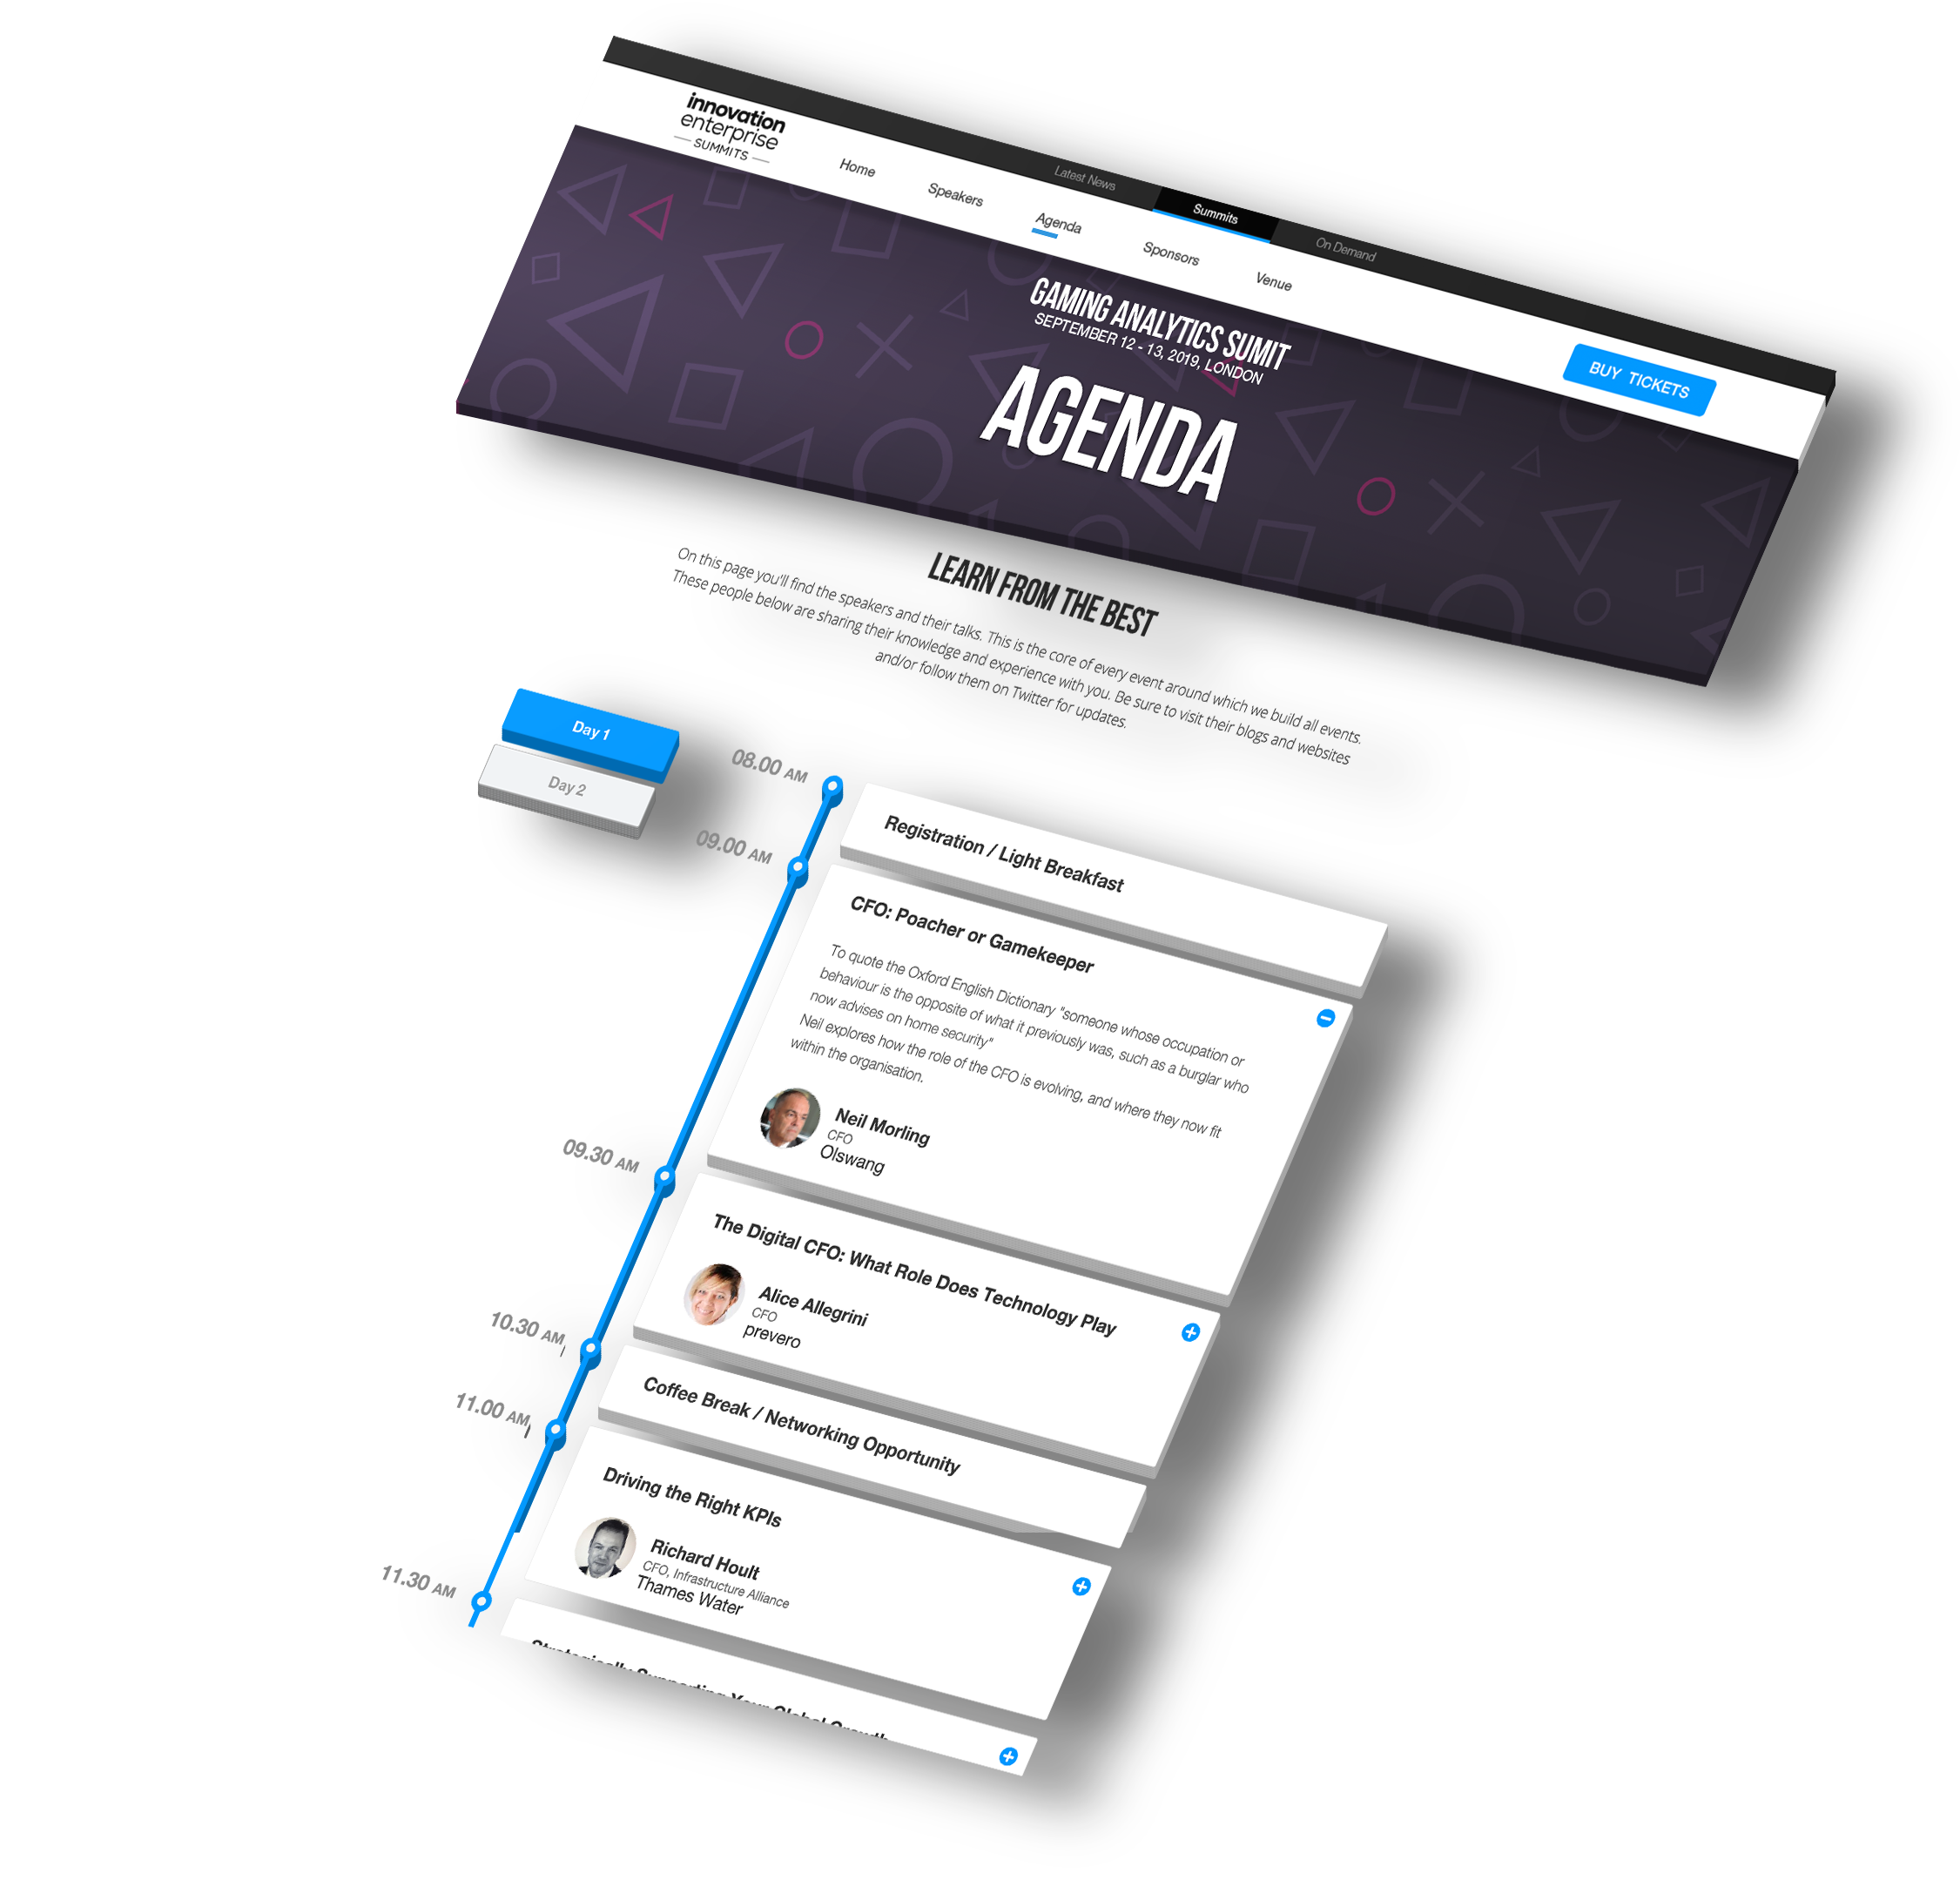 Latest News
Summits
On Demand
innovation
enterprise
SUMMITS
Home
Speakers
Agenda
Sponsors
Venue
BUY TICKETS
GAMING ANALYTICS SUMIT
SEPTEMBER 12 - 13, 2019, LONDON
AGENDA
LEARN FROM THE BEST
On this page you'll find the speakers and their talks. This is the core of every event around which we build all events.
These people below are sharing their knowledge and experience with you. Be sure to visit their blogs and websites
and/or follow them on Twitter for updates.
Day 1
Day 2
08.00 AM
Registration / Light Breakfast
09.00 AM
CFO: Poacher or Gamekeeper
To quote the Oxford English Dictionary "someone whose occupation or
behaviour is the opposite of what it previously was, such as a burglar who
now advises on home security"
Neil explores how the role of the CFO is evolving, and where they now fit
within the organisation.
Neil Morling
CFO
Olswang
09.30 AM
The Digital CFO: What Role Does Technology Play
Alice Allegrini
CFO
prevero
10.30 AM
Coffee Break / Networking Opportunity
11.00 AM
Driving the Right KPIs
Richard Hoult
CFO, Infrastructure Alliance
Thames Water
11.30 AM
Strategically Supporting Your Global Growth